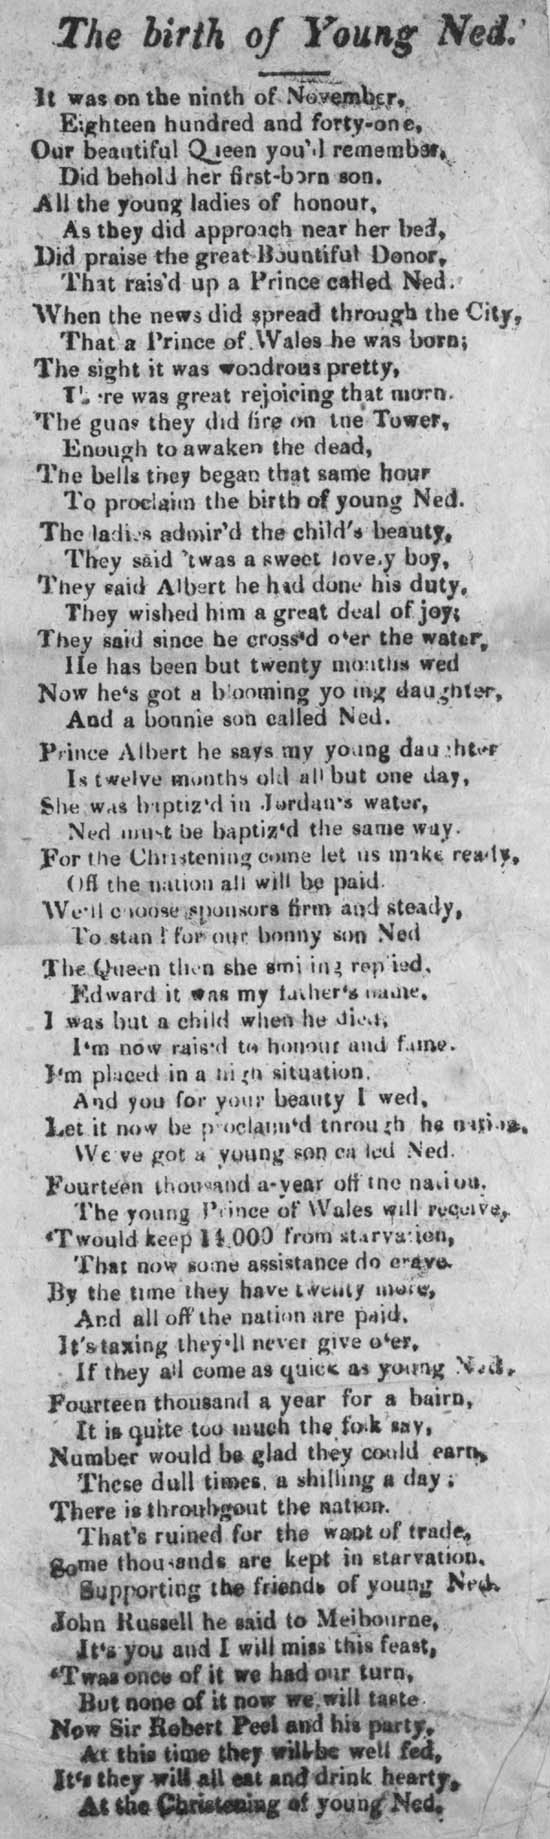 The birth of Young Ned.
It was on the ninth of November,
Eighteen hundred and forty-one,
Our beautiful Queen you'll remember,
Did behold her first-born son.
All the young ladies of honour,
As they did approach near her bed,
Did praise the great Bountiful Donor,
That rais'd up a Prince called Ned.
When the news did spread through the City,
That a Prince of Wales he was born;
The sight it was wondrous pretty,
There was great rejoicing that morn.
The guns they did fire on the Tower,
Enough to awaken the dead,
The bells they began that same hour
To proclaim the birth of young Ned.
The ladies admir'd the child's beauty,
They said 'twas a sweet lovely boy,
They said Albert he had done his duty,
They wished him a great deal of joy;
They said since he cross'd o'er the water,
He has been but twenty months wed
Now he's got a blooming young daughter,
And a bonnie son called Ned.
Prince Albert he says my young daughter
Is twelve months old all but one day,
She was baptiz'd in Jordan's water,
Ned must be baptiz'd the same way.
For the Christening come let us make ready,
Off the nation all will be paid.
We'll choose sponsors firm and steady,
To stand for our bonny son Ned
The Queen then she smiling replied,
Edward it was my father's name,
I was but a child when he died,
I'm now rais'd to honour and fame.
I'm placed in a high situation,
And you for your beauty I wed,
Let it now be proclaim'd through he nation,
We've got a young son called Ned.
Fourteen thousand a-year off the nation,
The young Prince of Wales will receive,
'Twould keep 14,000 from starvation,
That now some assistance do crave.
By the time they have twenty more,
And all off the nation are paid,
It's taxing they'll never give o'er,
If they all come as quick as young Ned.
Fourteen thousand a year for a bairn,
It is quite too much the folk say,
Number would be glad they could earn,
These dull times, a shilling a day;
There is throuhgout the nation.
That's ruined for the want of trade,
Some thousands are kept in starvation,
Supporting the friends of young Ned.
John Russell he said to Melbourne,
It's you and I will miss this feast,
'Twas once of it we had our turn,
But none of it now we will taste
Now Sir Robert Peel and his party,
At this time they will be well fed,
It's they will all eat and drink hearty,
At the Christening of young Ned.